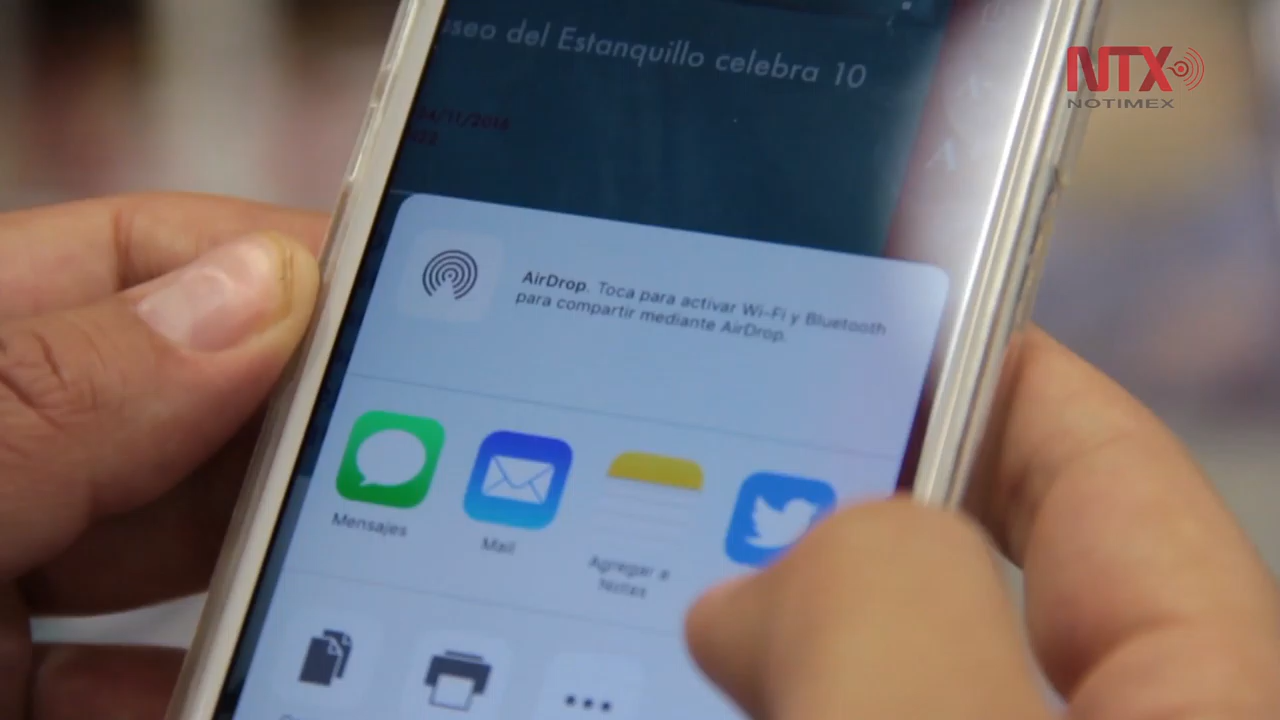 seo del Estanquillo celebra 10
NTX
NOTIMEX
AirDrop. Toca para activar Wi-Fi y Bluetooth
para compartir mediante AirDrop.
Mensajes
Mail
Agregar a
Notas